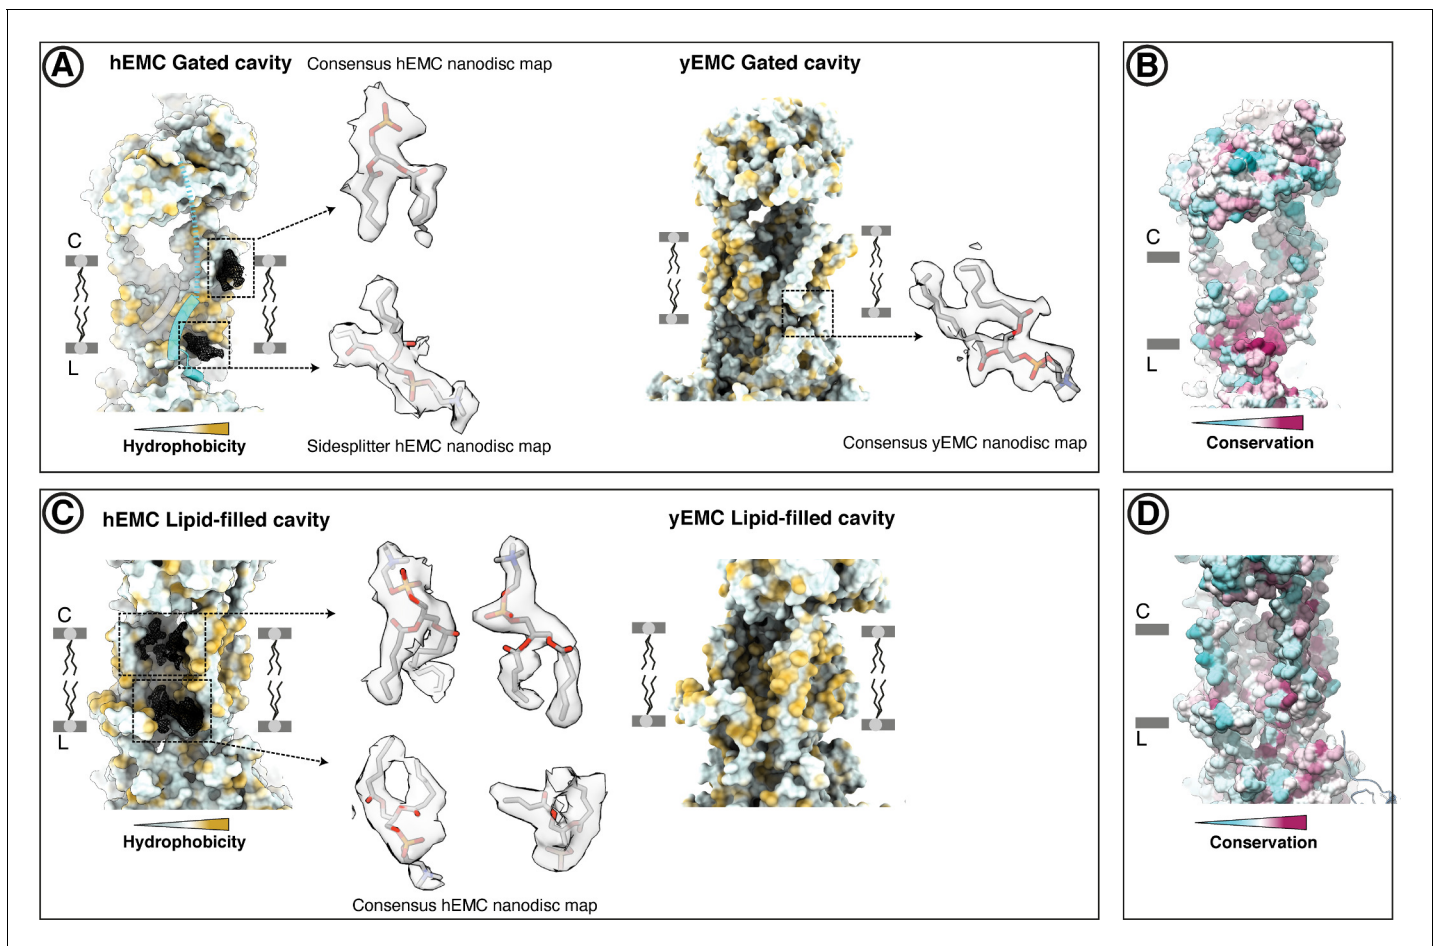 A
hEMC Gated cavity
Consensus hEMC nanodisc map
yEMC Gated cavity
C
L
Hydrophobicity
Sidesplitter hEMC nanodisc map
Consensus yEMC nanodisc map
B
C
L
Conservation
C
hEMC Lipid-filled cavity
yEMC Lipid-filled cavity
C
L
Hydrophobicity
Consensus hEMC nanodisc map
D
C
L
Conservation